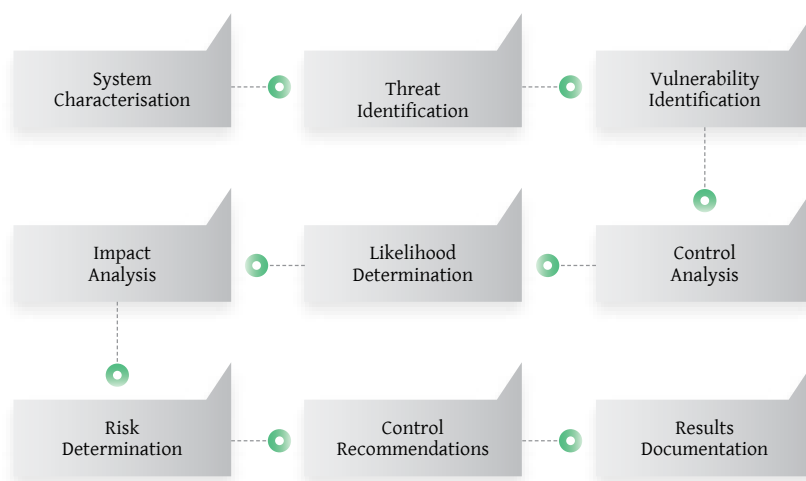 System
Characterisation
Threat
Identification
Vulnerability
Identification
Impact
Analysis
Likelihood
Determination
Control
Analysis
Risk
Determination
Control
Recommendations
Results
Documentation